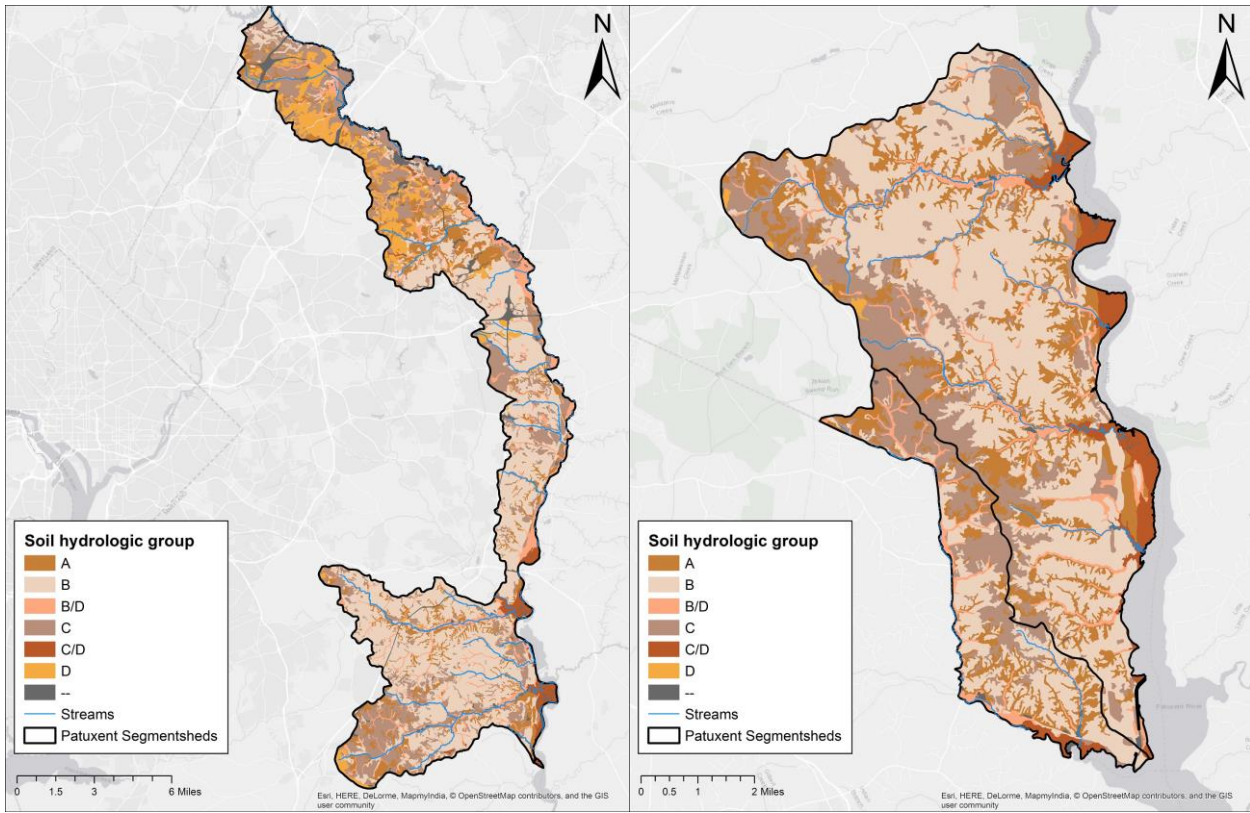 N
Soil hydrologic group
A
B
B/D
C
C/D
D
--
Streams
Patuxent Segmentsheds
0 1.5 3 6 Miles
Esri, HERE, DeLorme, MapmyIndia, © OpenStreetMap contributors, and the GIS
user community
N
Soil hydrologic group
A
B
B/D
C
C/D
D
--
Streams
Patuxent Segmentsheds
0 0.5 1 2 Miles
Esri, HERE, DeLorme, MapmyIndia, © OpenStreetMap contributors, and the GIS
user community
Patuxent River